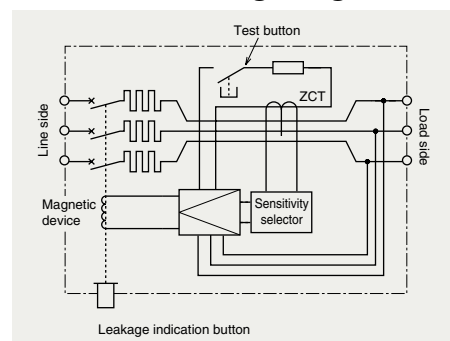 Test button
ZCT
Line side
Load side
Magnetic
device
Sensitivity
selector
Leakage indication button